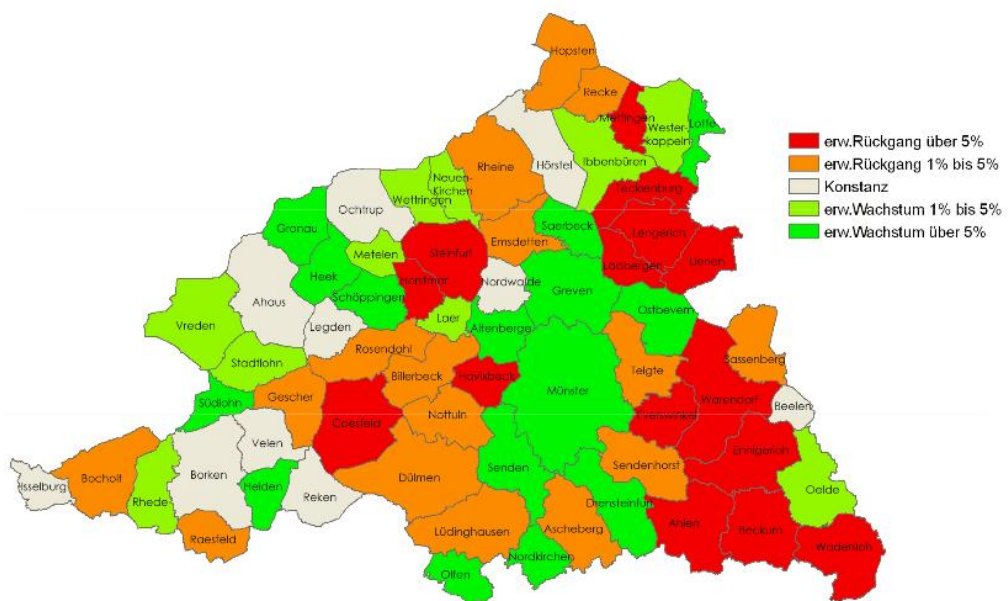 Hopsten
Recke
Mettingen
Wester-
kappeln
Lotte
Hörstel
Ibbenbüren
Rheine
Neuen-
Kirchen
Wettringen
Ochtrup
Tecklenburg
Gronau
Metelen
Steinfurt
Emsdetten
Saerbeck
Lengerich
Lienen
Ladbergen
Heek
Horstmar
Nordwalde
Greven
Schöppingen
Ahaus
Ostbevern
Vreden
Legden
Laer
Altenberge
Rosendahl
Sassenberg
Stadtlohn
Billerbeck
Havixbeck
Telgte
Münster
Warendorf
Südlohn
Gescher
Nottuln
Everswinkel
Beelen
Coesfeld
Velen
Ennigerloh
Bocholt
Borken
Heiden
Dülmen
Senden
Sendenhorst
Isselburg
Rhede
Reken
Oelde
Drensteinfurt
Raesfeld
Lüdinghausen
Ascheberg
Ahlen
Beckum
Wadersloh
Nordkirchen
Olfen
erw.Rückgang über 5%
erw.Rückgang 1% bis 5%
Konstanz
erw.Wachstum 1% bis 5%
erw.Wachstum über 5%